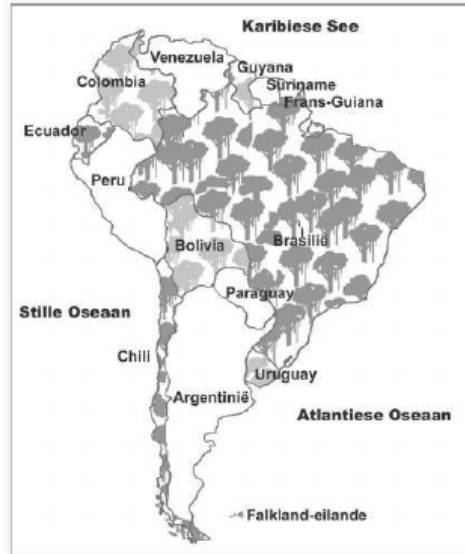 Karibiese See
Venezuela
Guyana
Suriname
Colombia
Frans-Guiana
Ecuador
Peru
Brasilië
Bolivia
Paraguay
Stille Oseaan
Chili
Uruguay
Argentinië
Atlantiese Oseaan
Falkland-eilande